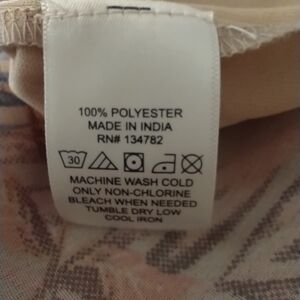 100% POLYESTER
MADE IN INDIA
RN# 134782
30
MACHINE WASH COLD
ONLY NON-CHLORINE
BLEACH WHEN NEEDED
TUMBLE DRY LOW
COOL IRON